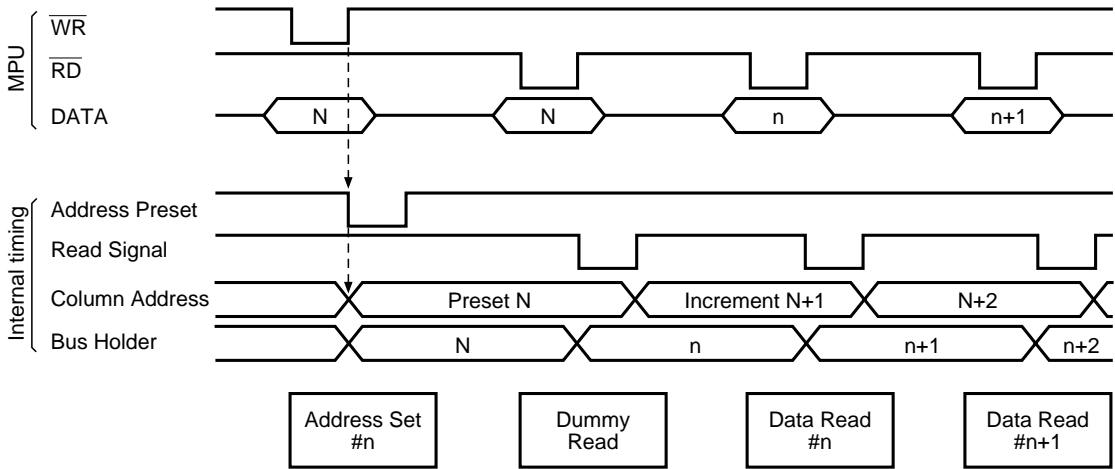 MPU
WR
RD
DATA
N
N
n
n+1
Internal timing
Address Preset
Read Signal
Column Address
Preset N
Increment N+1
N+2
Bus Holder
N
n
n+1
n+2
Address Set
#n
Dummy
Read
Data Read
#n
Data Read
#n+1